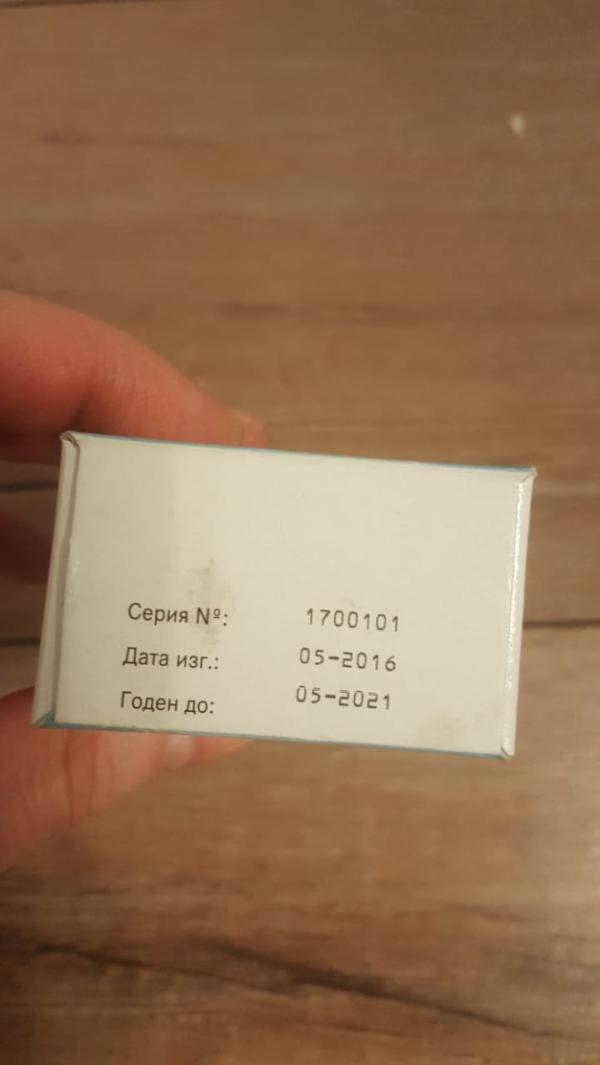 Серия Nº: 1700101
Дата изг.: 05-2016
Годен до: 05-2021